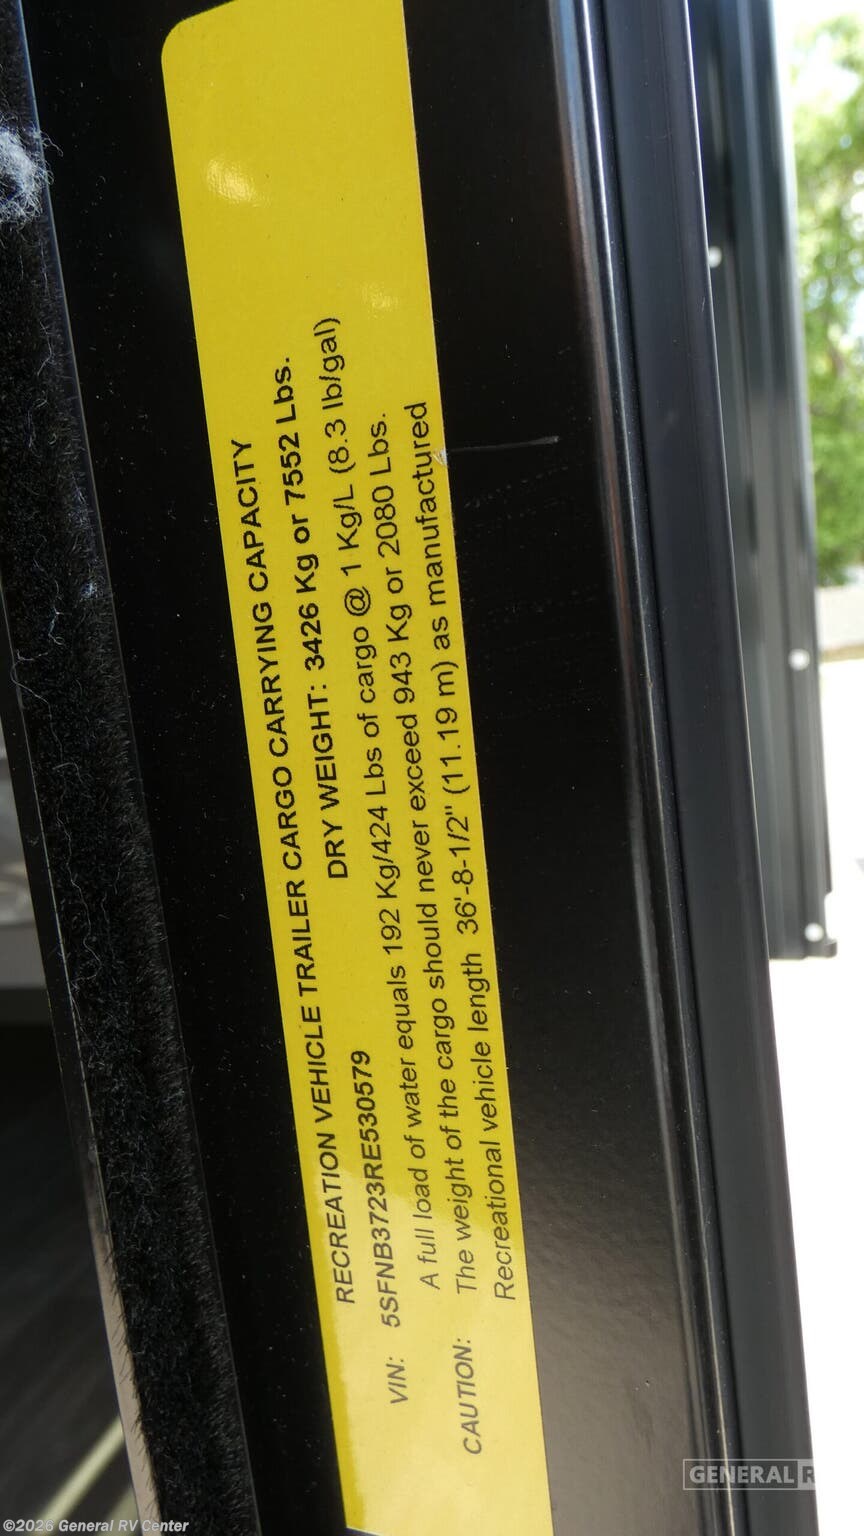 RECREATION VEHICLE TRAILER CARGO CARRYING CAPACITY
DRY WEIGHT: 3426 Kg or 7552 Lbs.
VIN: 5SFNB3723RE530579
A full load of water equals 192 Kg/424 Lbs of cargo @ 1 Kg/L (8.3 lb/gal)
CAUTION: The weight of the cargo should never exceed 943 Kg or 2080 Lbs.
Recreational vehicle length 36'-8-1/2" (11.19 m) as manufactured
GENERAL R
©2026 General RV Center